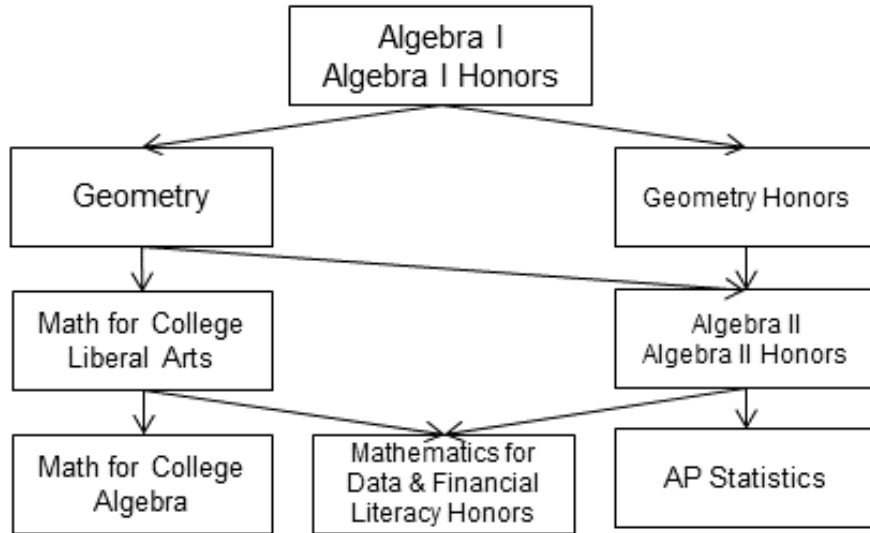 Algebra I
Algebra I Honors
Geometry
Geometry Honors
Math for College
Liberal Arts
Algebra II
Algebra II Honors
Math for College
Algebra
Mathematics for
Data & Financial
Literacy Honors
AP Statistics